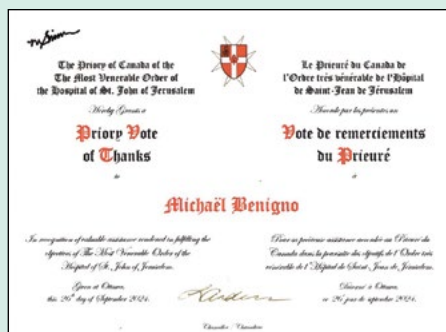 The Priory of Canada of the
The Most Venerable Order of
the Hospital of St. John of Jerusalem
Hereby Grants a
Priory Vote
of Thanks
to
Le Prieuré du Canada de
l'Ordre très vénérable de l'Hôpital
de Saint-Jean de Jérusalem
Accorde par les présentes un
Vote de remerciements
du Prieuré
à
Michaël Benigno
In recognition of valuable assistance rendered in fulfilling the
objectives of The Most Venerable Order of the
Hospital of St. John of Jerusalem.
Given at Ottawa,
this 26th day of September 2024.
Pour sa précieuse assistance accordée au Prieuré du
Canada dans la poursuite des objectifs de l'Ordre très
vénérable de l'Hôpital de Saint-Jean de Jérusalem.
Décerné à Ottawa,
ce 26 jour de septembre 2024.
Chancellor / Chancelière